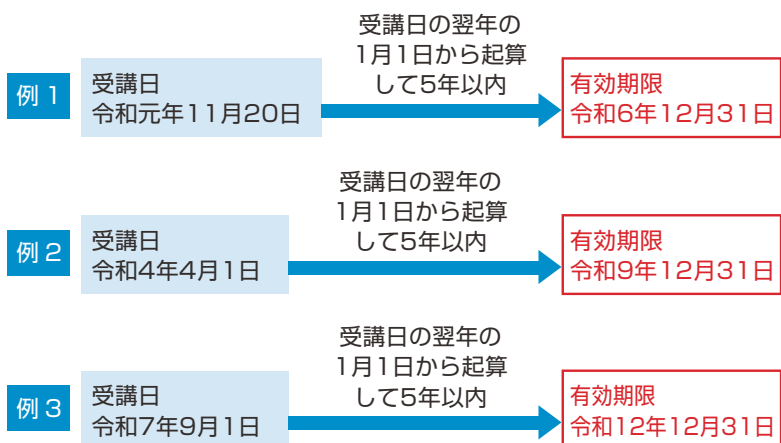 受講日の翌年の
1月1日から起算
して5年以内
例 1
受講日
令和元年11月20日
有効期限
令和6年12月31日
受講日の翌年の
1月1日から起算
して5年以内
例 2
受講日
令和4年4月1日
有効期限
令和9年12月31日
受講日の翌年の
1月1日から起算
して5年以内
例 3
受講日
令和7年9月1日
有効期限
令和12年12月31日